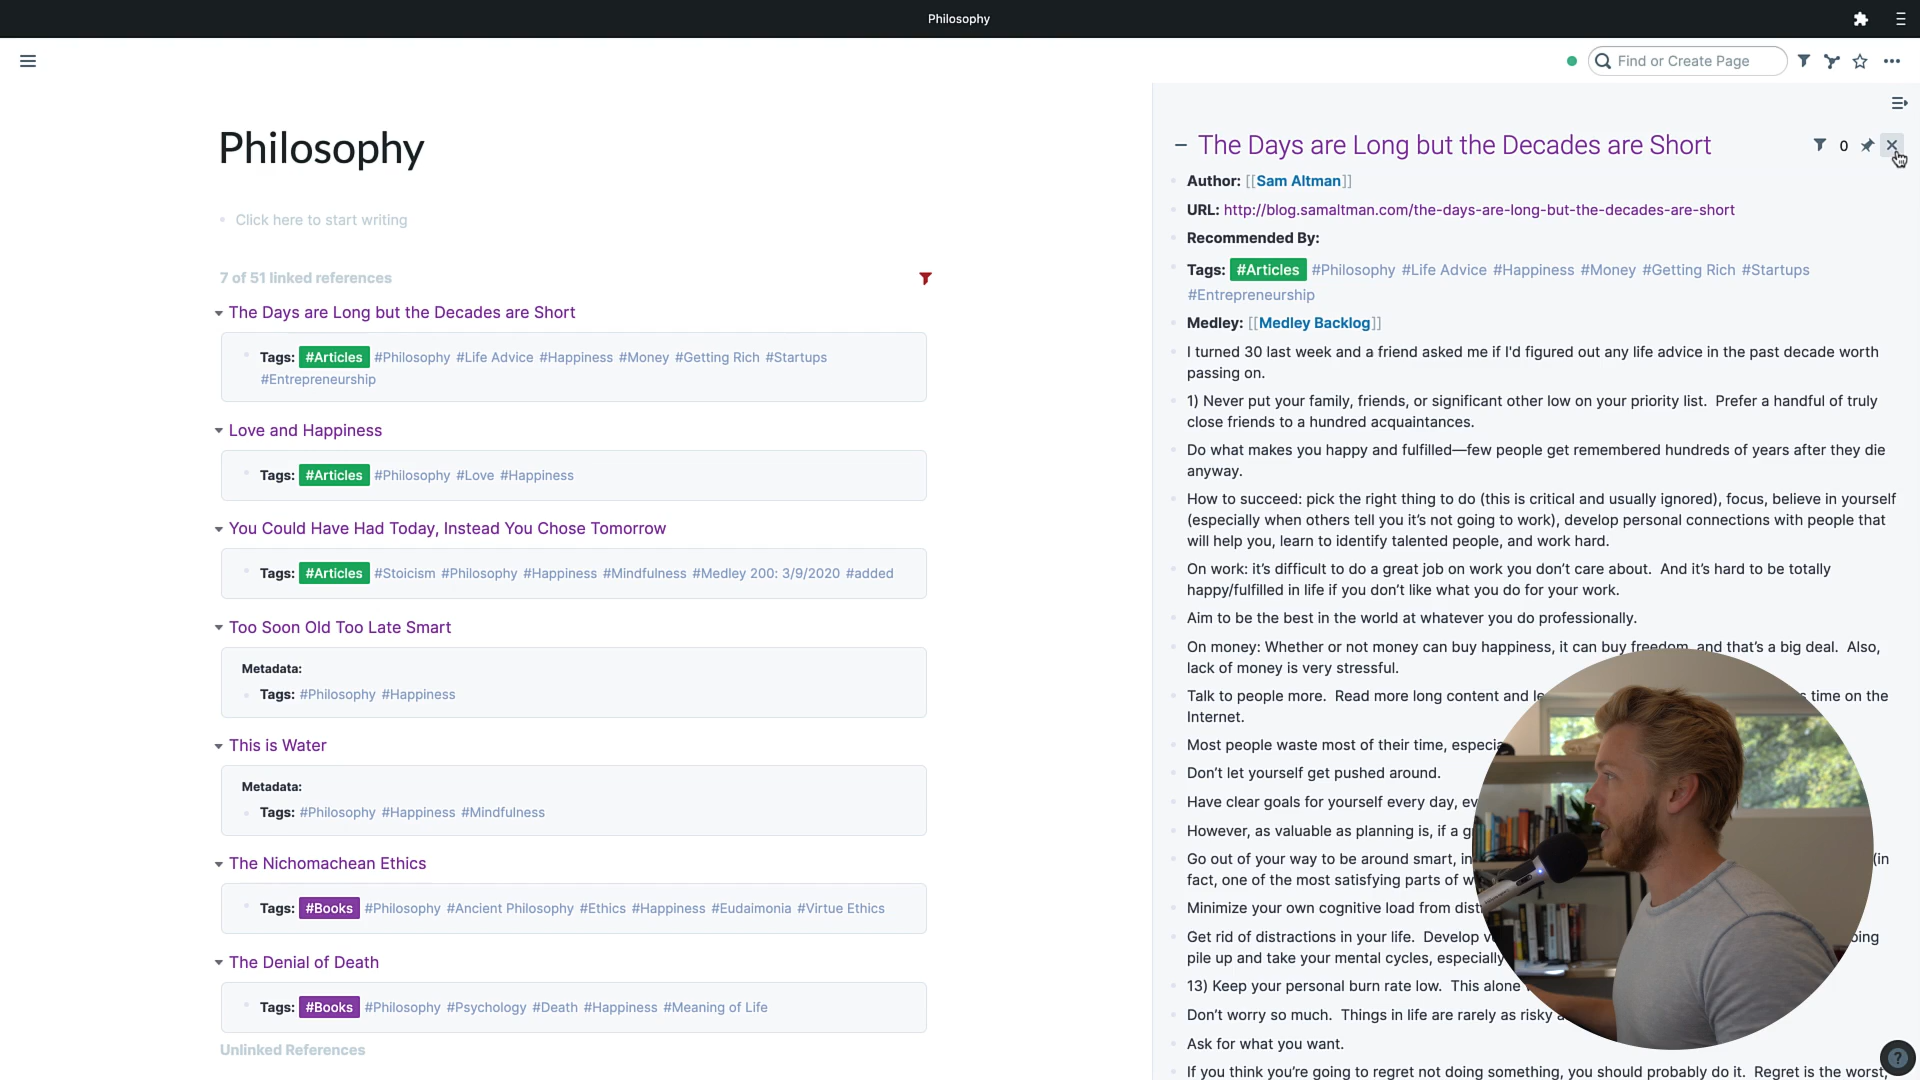 Philosophy
Find or Create Page
Philosophy
Click here to start writing
7 of 51 linked references
The Days are Long but the Decades are Short
Tags: #Articles #Philosophy #Life Advice #Happiness #Money #Getting Rich #Startups
#Entrepreneurship
Love and Happiness
Tags: #Articles #Philosophy #Love #Happiness
You Could Have Had Today, Instead You Chose Tomorrow
Tags: #Articles #Stoicism #Philosophy #Happiness #Mindfulness #Medley 200: 3/9/2020 #added
Too Soon Old Too Late Smart
Metadata:
Tags: #Philosophy #Happiness
This is Water
Metadata:
Tags: #Philosophy #Happiness #Mindfulness
The Nichomachean Ethics
Tags: #Books #Philosophy #Ancient Philosophy #Ethics #Happiness #Eudaimonia #Virtue Ethics
The Denial of Death
Tags: #Books #Philosophy #Psychology #Death #Happiness #Meaning of Life
Unlinked References
The Days are Long but the Decades are Short
0
Author: [[Sam Altman]]
URL: http://blog.samaltman.com/the-days-are-long-but-the-decades-are-short
Recommended By:
Tags: #Articles #Philosophy #Life Advice #Happiness #Money #Getting Rich #Startups
#Entrepreneurship
Medley: [[Medley Backlog]]
I turned 30 last week and a friend asked me if I'd figured out any life advice in the past decade worth
passing on.
1) Never put your family, friends, or significant other low on your priority list. Prefer a handful of truly
close friends to a hundred acquaintances.
Do what makes you happy and fulfilled—few people get remembered hundreds of years after they die
anyway.
How to succeed: pick the right thing to do (this is critical and usually ignored), focus, believe in yourself
(especially when others tell you it’s not going to work), develop personal connections with people that
will help you, learn to identify talented people, and work hard.
On work: it’s difficult to do a great job on work you don’t care about. And it’s hard to be totally
happy/fulfilled in life if you don’t like what you do for your work.
Aim to be the best in the world at whatever you do professionally.
On money: Whether or not money can buy happiness, it can buy freedom, and that’s a big deal. Also,
lack of money is very stressful.
Talk to people more. Read more long content and time on the
Internet.
Most people waste most of their time,
Don’t let yourself get pushed around.
Have clear goals for yourself every day,
However, as valuable as planning is, if a
Go out of your way to be around smart, (in
fact, one of the most satisfying parts of
Minimize your own cognitive load from
Get rid of distractions in your life. Develop
pile up and take your mental cycles, especially
13) Keep your personal burn rate low. This alone
Don’t worry so much. Things in life are rarely as risky
Ask for what you want.
If you think you’re going to regret not doing something, you should probably do it. Regret is the worst,
?